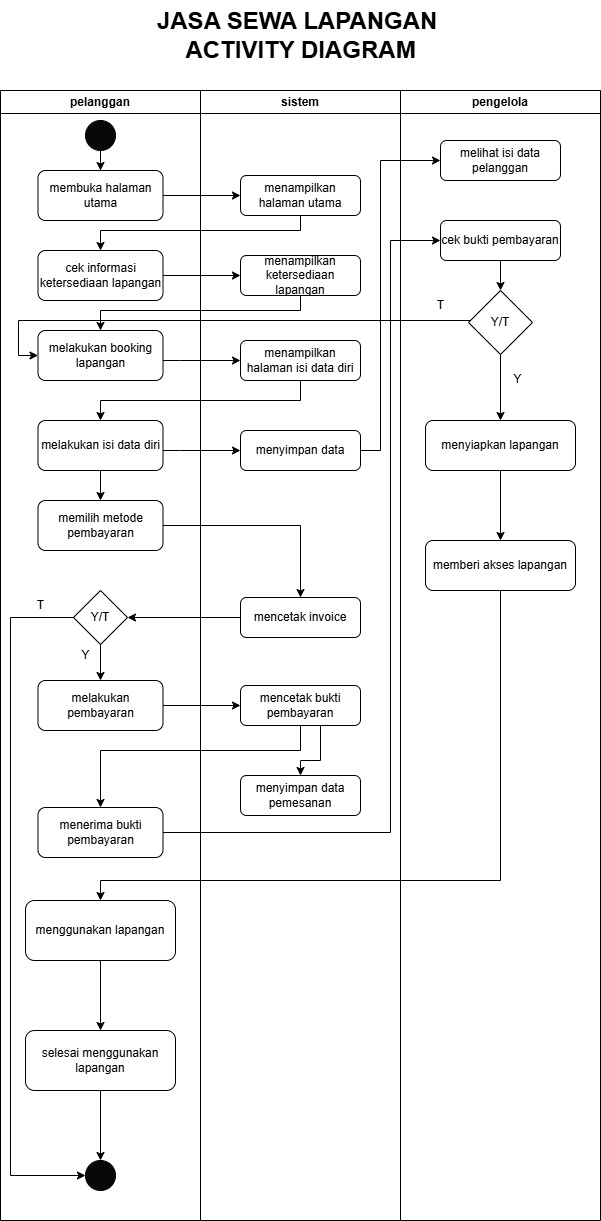 JASA SEWA LAPANGAN
ACTIVITY DIAGRAM
pelanggan
sistem
pengelola
melihat isi data
pelanggan
membuka halaman
utama
menampilkan
halaman utama
cek bukti pembayaran
cek informasi
ketersediaan lapangan
menampilkan
ketersediaan
lapangan
T
Y/T
melakukan booking
lapangan
menampilkan
halaman isi data diri
Y
melakukan isi data diri
menyimpan data
menyiapkan lapangan
memilih metode
pembayaran
memberi akses lapangan
T
Y/T
mencetak invoice
Y
melakukan
pembayaran
mencetak bukti
pembayaran
menyimpan data
pemesanan
menerima bukti
pembayaran
menggunakan lapangan
selesai menggunakan
lapangan